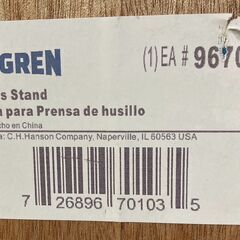 GREN (1)EA # 9670
s Stand
para Prensa de husillo
cho en China
C.H.Hanson Company, Naperville, IL 60563 USA
7 26896 70103 5